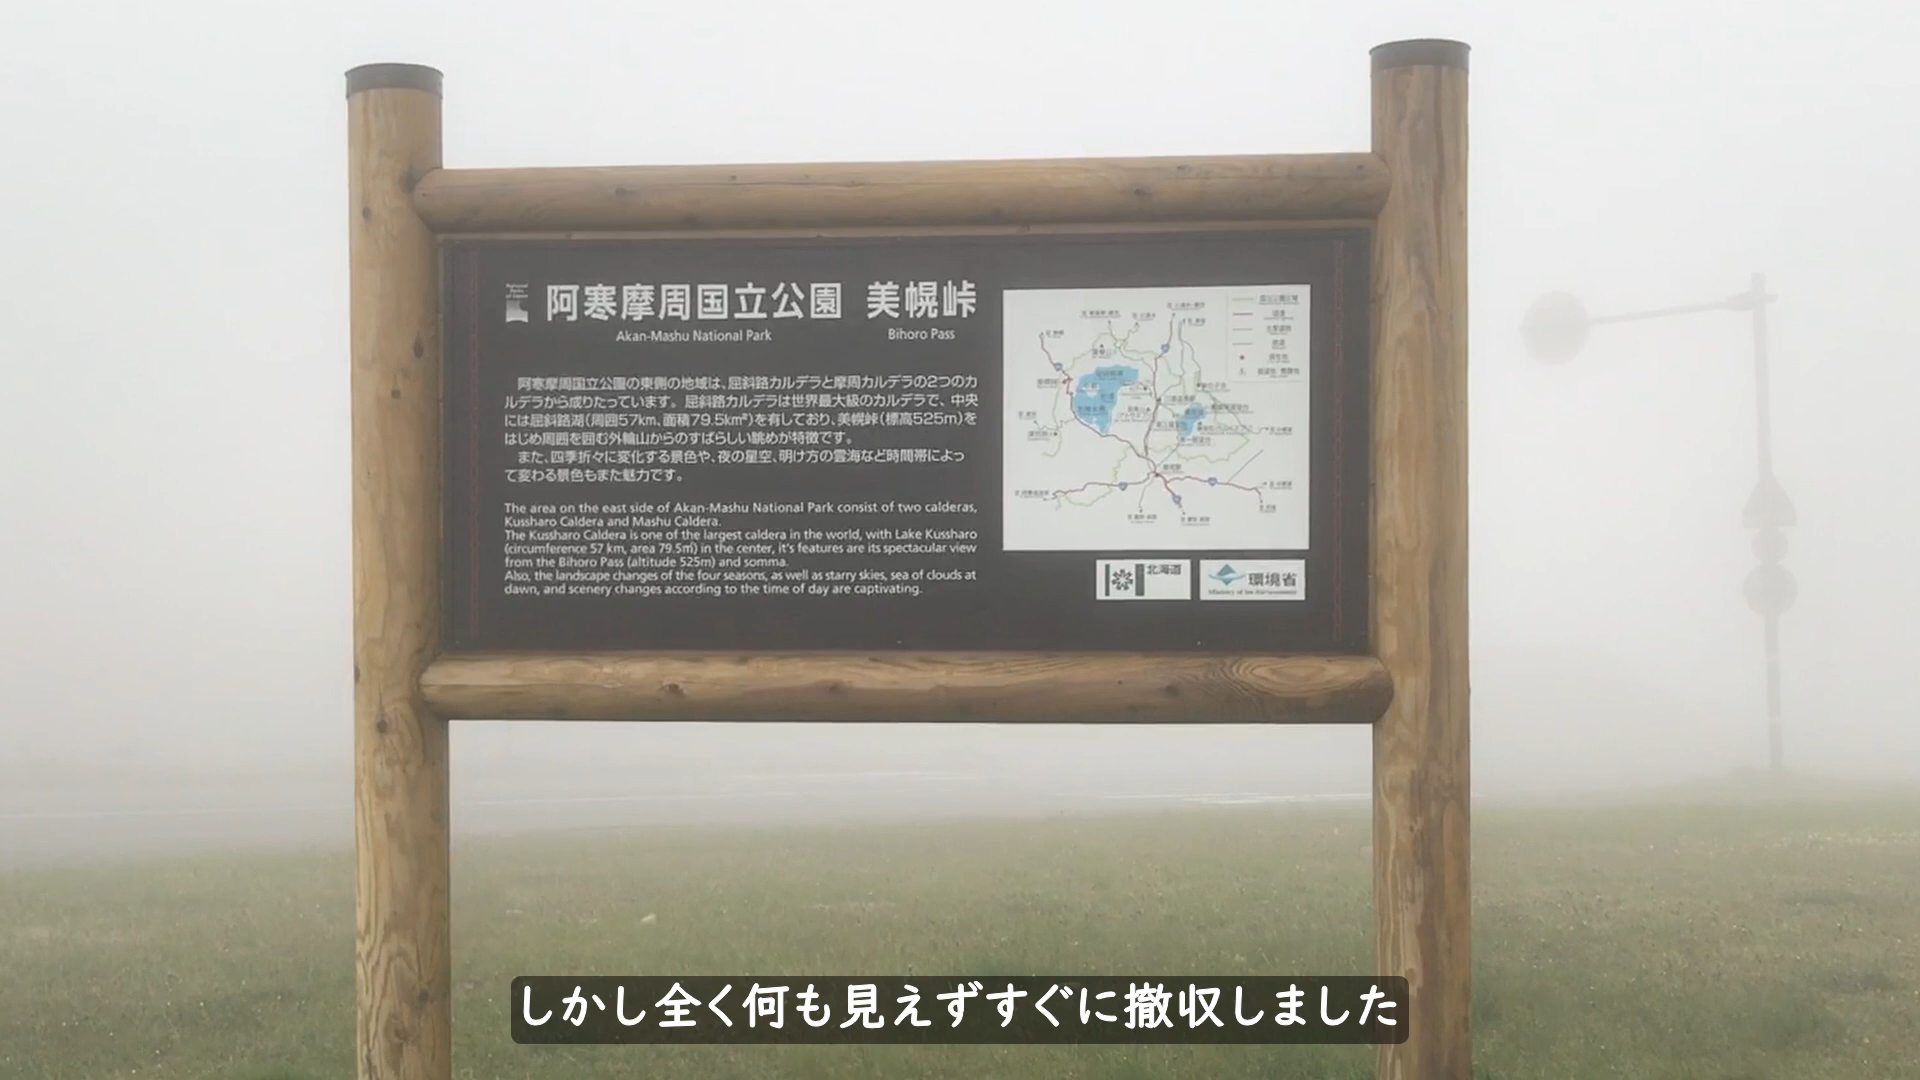 National
Parks
of Japan
阿寒摩周国立公園 美幌峠
Akan-Mashu National Park Bihoro Pass
阿寒摩周国立公園の東側の地域は、屈斜路カルデラと摩周カルデラの2つのカ
ルデラから成りたっています。屈斜路カルデラは世界最大級のカルデラで、中央
には屈斜路湖(周囲57km、面積79.5km²)を有しており、美幌峠(標高525m)を
はじめ周囲を囲む外輪山からのすばらしい眺めが特徴です。
また、四季折々に変化する景色や、夜の星空、明け方の雲海など時間帯によっ
て変わる景色もまた魅力です。
The area on the east side of Akan-Mashu National Park consist of two calderas,
Kussharo Caldera and Mashu Caldera.
The Kussharo Caldera is one of the largest caldera in the world, with Lake Kussharo
(circumference 57 km, area 79.5㎡) in the center, it's features are its spectacular view
from the Bihoro Pass (altitude 525m) and somma.
Also, the landscape changes of the four seasons, as well as starry skies, sea of clouds at
dawn, and scenery changes according to the time of day are captivating.
北海道
環境省
Ministry of the Environment
しかし全く何も見えずすぐに撤収しました